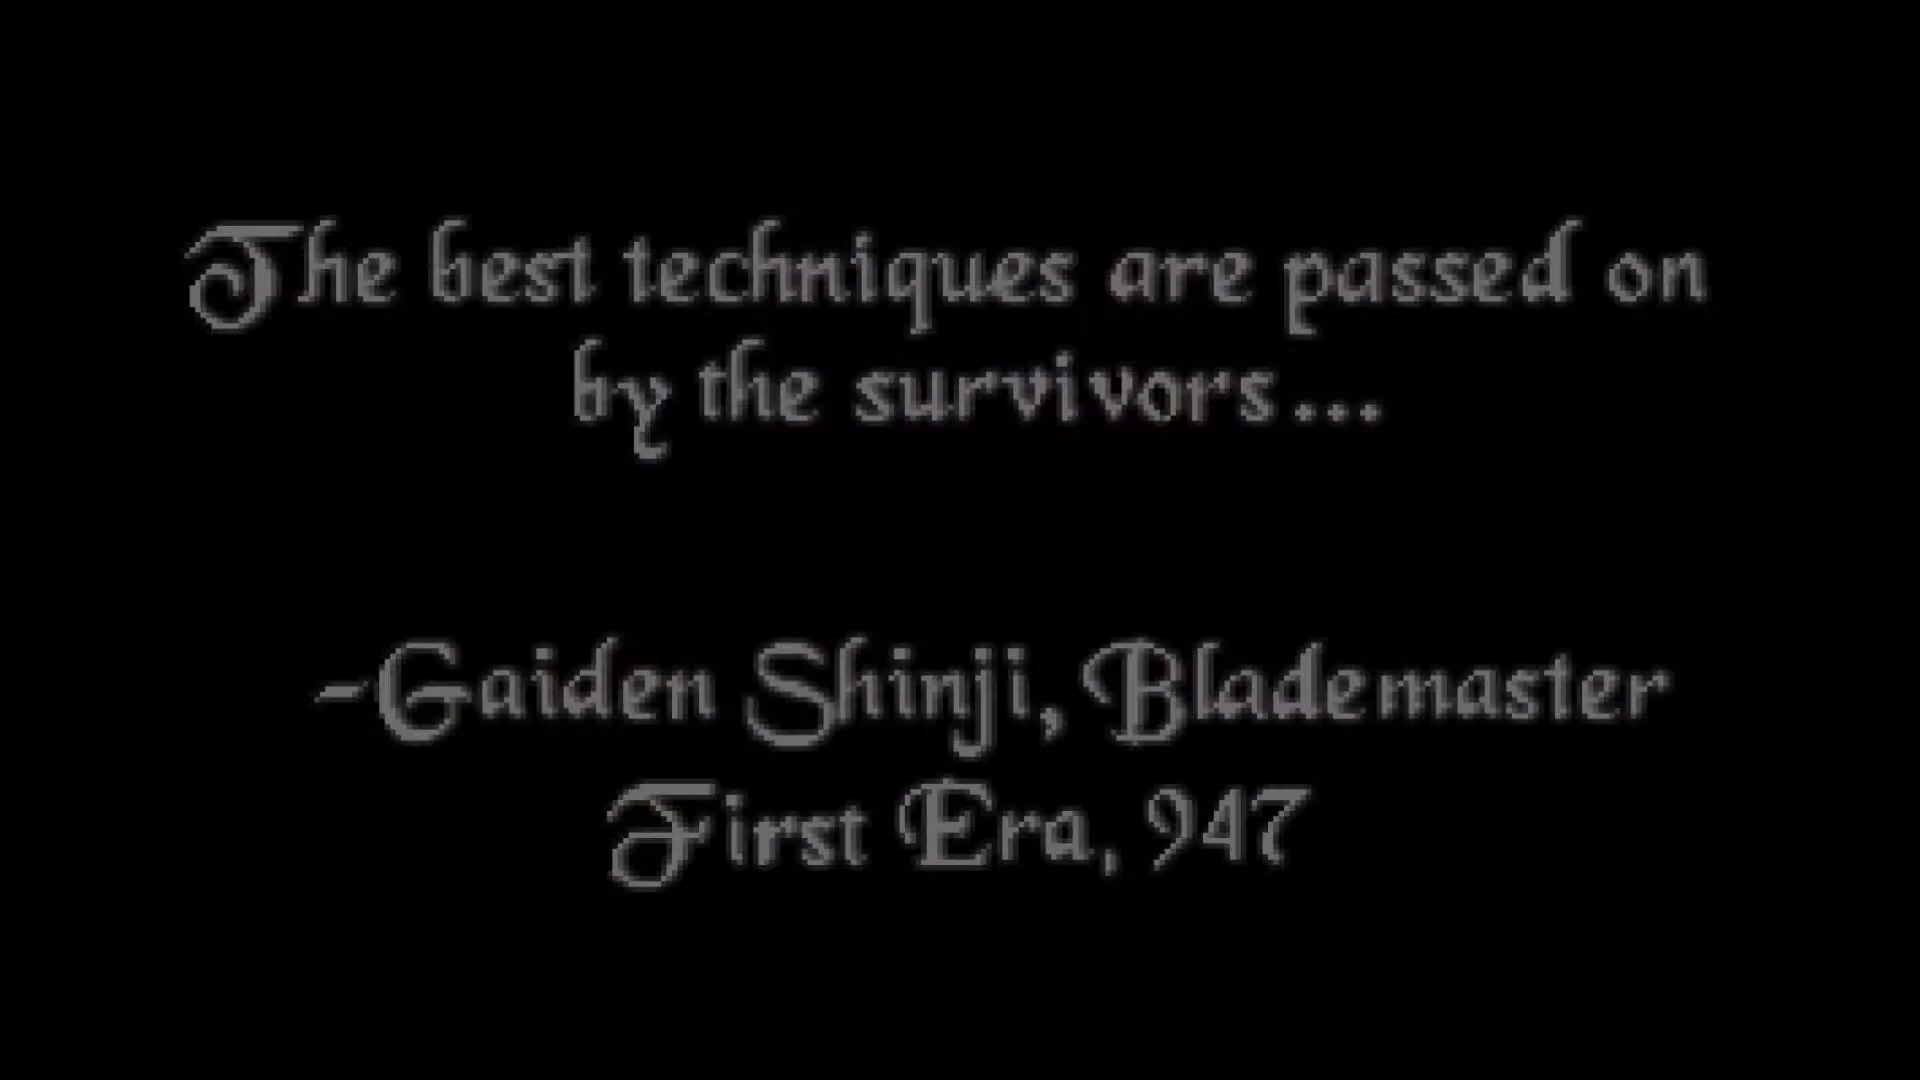 The best techniques are passed on
by the survivors...
-Gaiden Shinji, Blademaster
First Era, 947